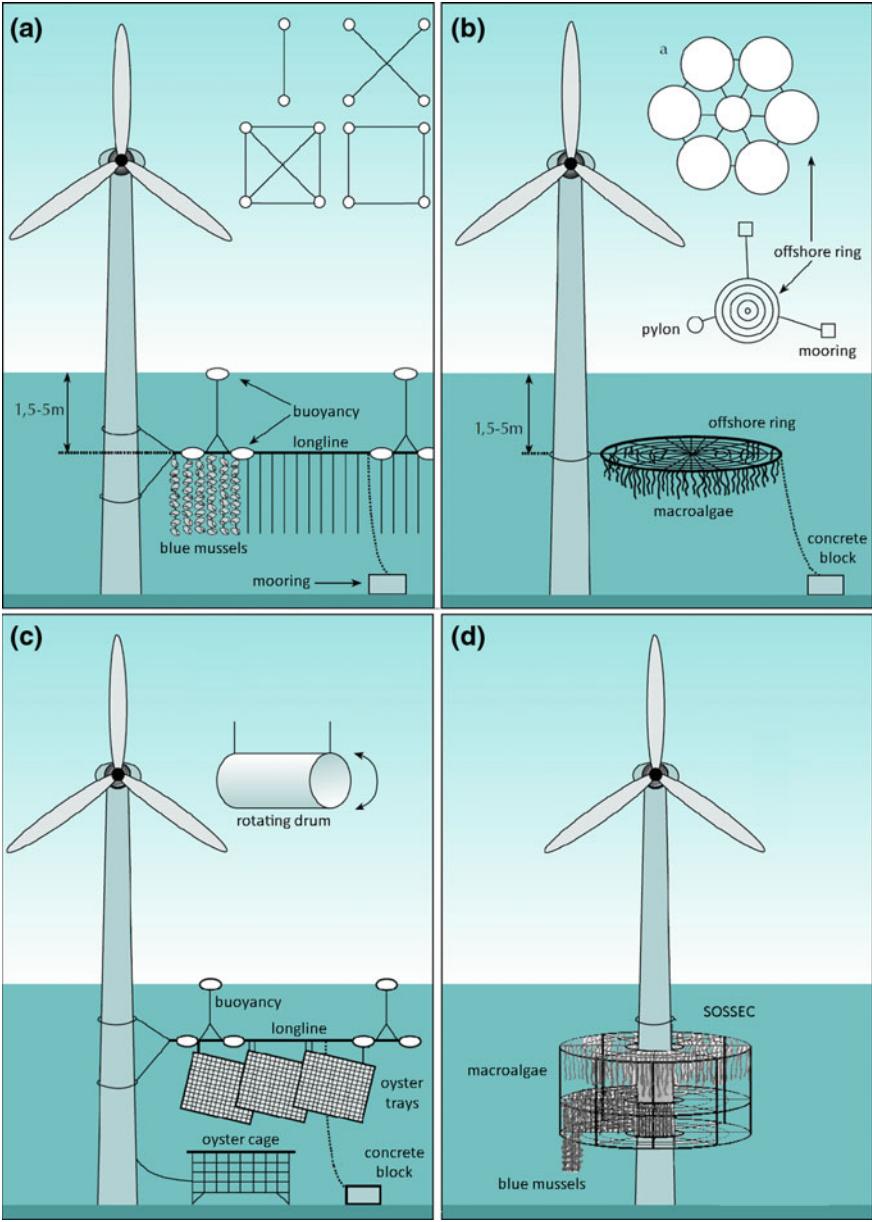 (a)
1,5-5m
buoyancy
longline
blue mussels
mooring
(b)
a
offshore ring
pylon
mooring
1,5-5m
offshore ring
macroalgae
concrete
block
(c)
rotating drum
buoyancy
longline
oyster
trays
oyster cage
concrete
block
(d)
SOSSEC
macroalgae
blue mussels